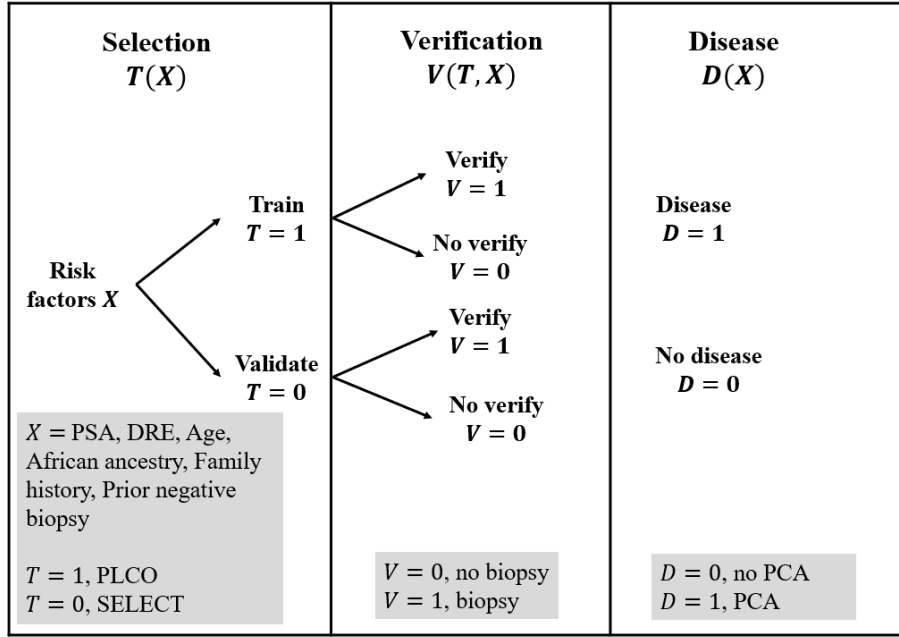 Selection
T(X)
Risk
factors X
Train
T = 1
Validate
T = 0
X = PSA, DRE, Age,
African ancestry, Family
history, Prior negative
biopsy
T = 1, PLCO
T = 0, SELECT
Verification
V(T, X)
Verify
V = 1
No verify
V = 0
Verify
V = 1
No verify
V = 0
V = 0, no biopsy
V = 1, biopsy
Disease
D(X)
Disease
D = 1
No disease
D = 0
D = 0, no PCA
D = 1, PCA